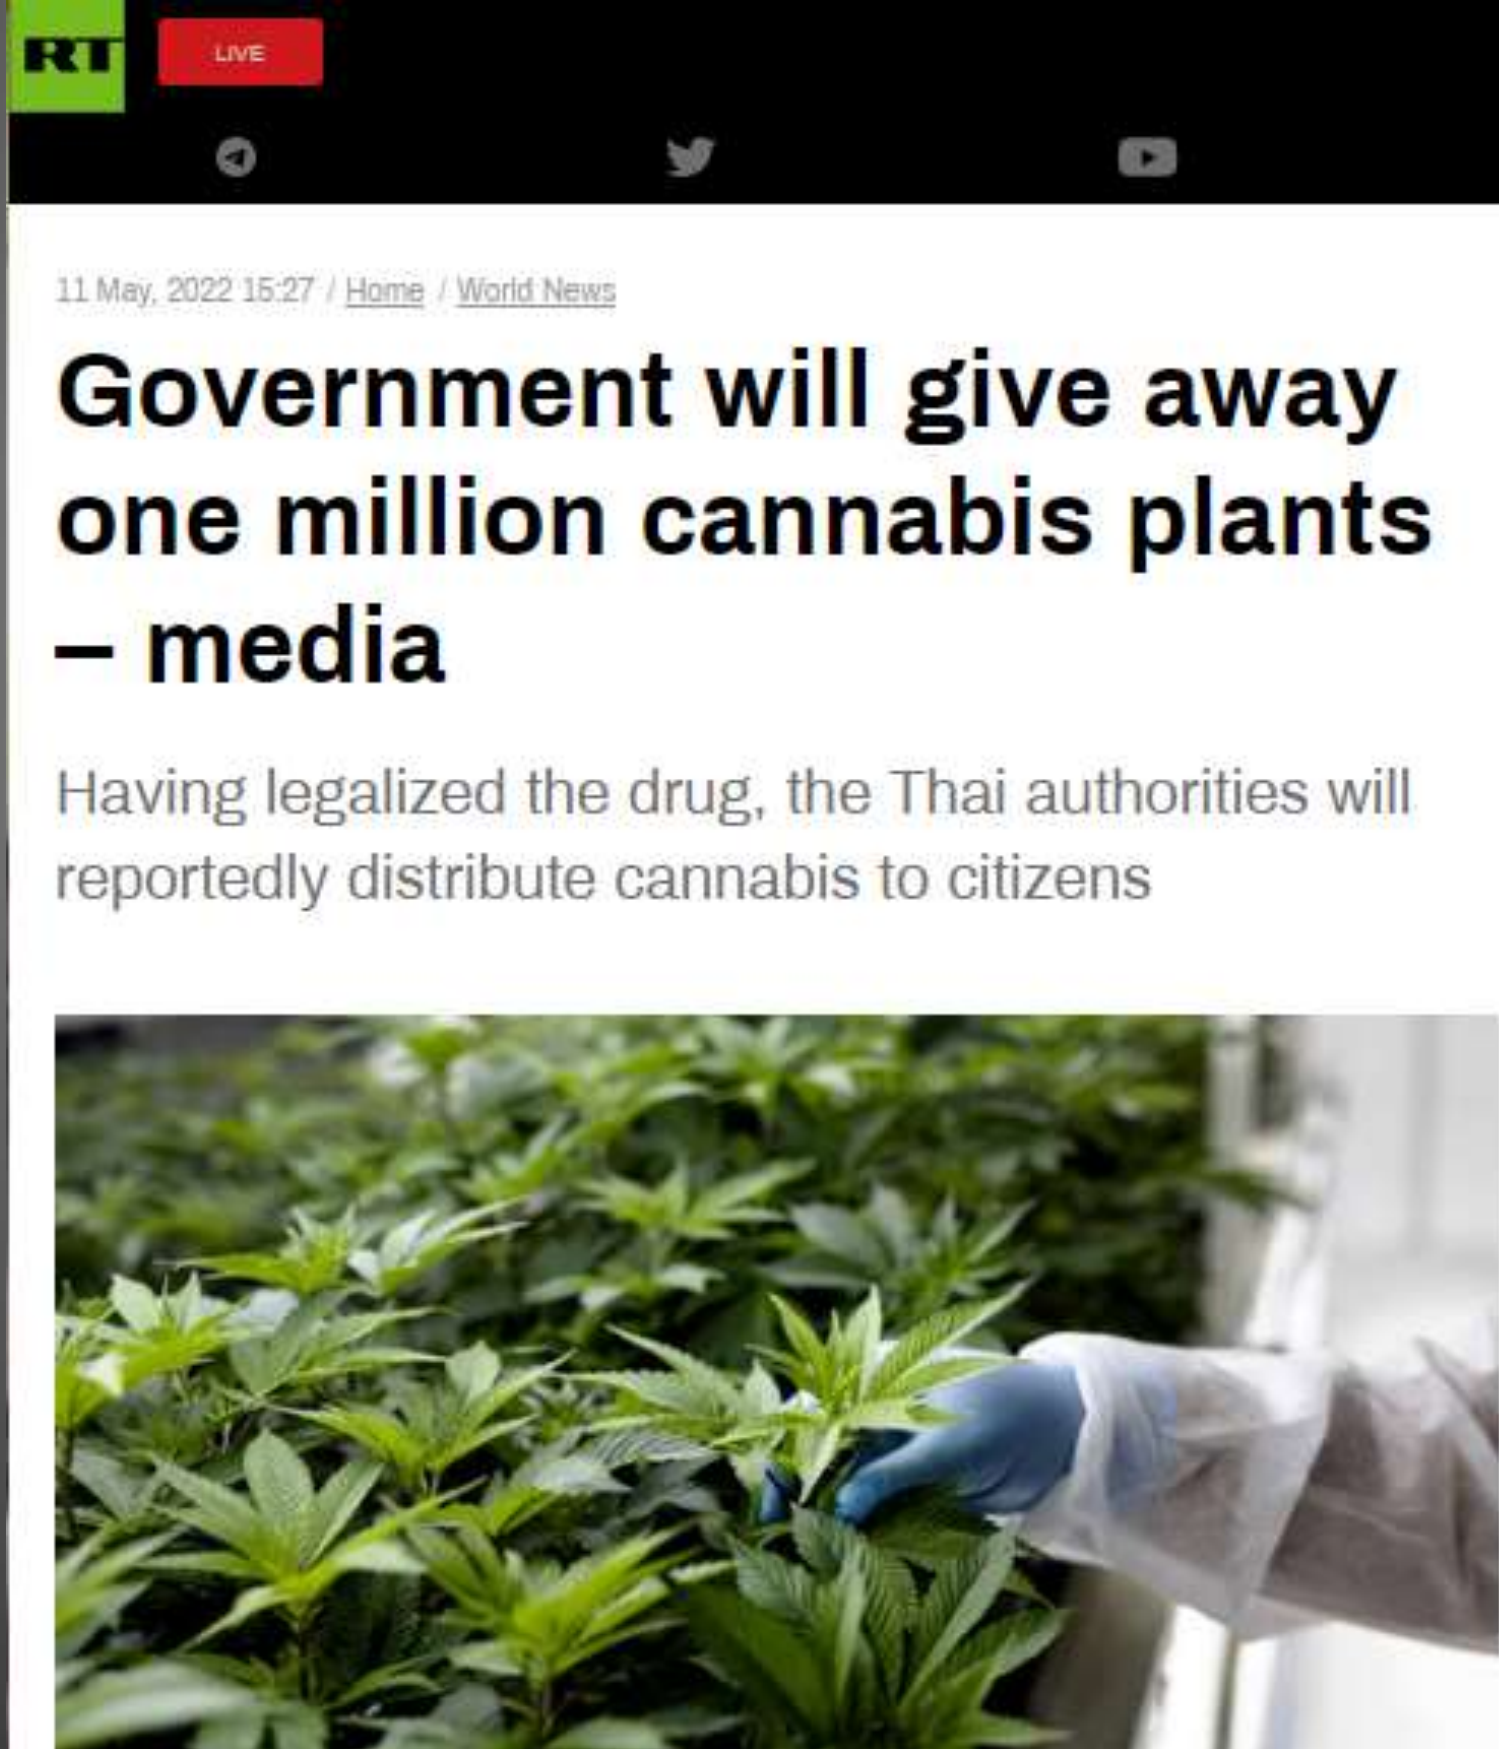 RT
LIVE
11 May, 2022 15:27 / Home / World News
Government will give away
one million cannabis plants
– media
Having legalized the drug, the Thai authorities will
reportedly distribute cannabis to citizens